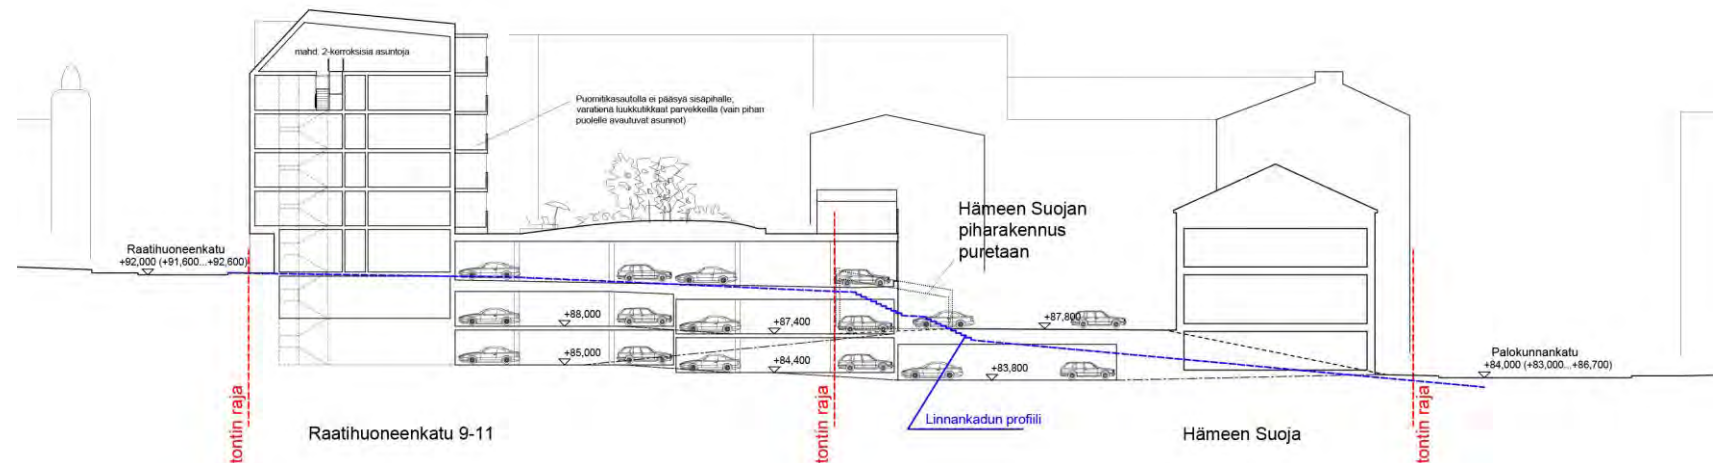 mahd. 2-kerroksisia asuntoja
Puomitikasautolla ei pääsyä sisäpihalle,
varatienä luukkutikkaat parvekkeilla (vain pihan
puolelle avautuvat asunnot)
Hämeen Suojan
piharakennus
puretaan
Raatihuoneenkatu
+92,000 (+91,600...+92,600)
+88,000
+87,400
+87,800
+85,000
+84,400
+83,800
Palokunnankatu
+84,000 (+83,000...+86,700)
tontin raja
tontin raja
tontin raja
Linnankadun profiili
Raatihuoneenkatu 9-11
Hämeen Suoja